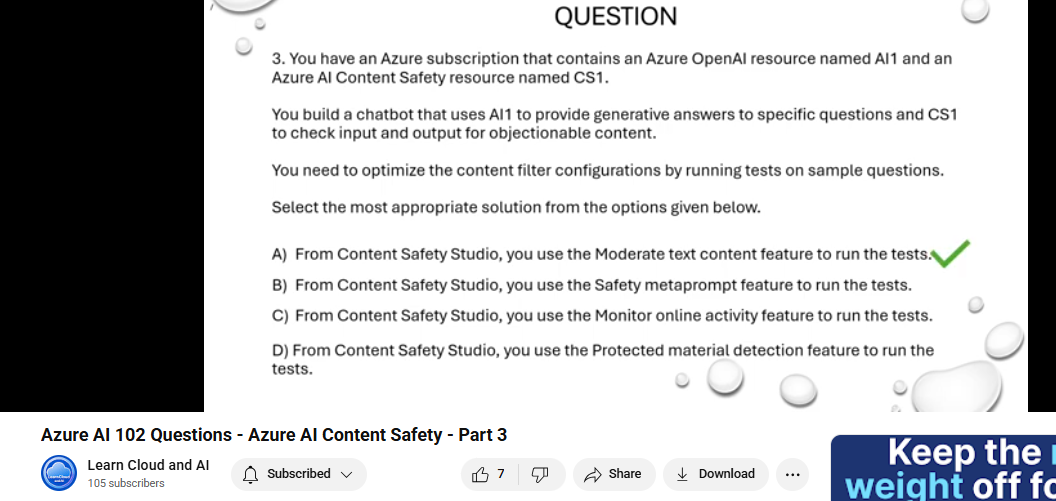 QUESTION
3. You have an Azure subscription that contains an Azure OpenAI resource named AI1 and an
Azure AI Content Safety resource named CS1.
You build a chatbot that uses AI1 to provide generative answers to specific questions and CS1
to check input and output for objectionable content.
You need to optimize the content filter configurations by running tests on sample questions.
Select the most appropriate solution from the options given below.
A) From Content Safety Studio, you use the Moderate text content feature to run the tests.
B) From Content Safety Studio, you use the Safety metaprompt feature to run the tests.
C) From Content Safety Studio, you use the Monitor online activity feature to run the tests.
D) From Content Safety Studio, you use the Protected material detection feature to run the
tests.
Azure AI 102 Questions - Azure AI Content Safety - Part 3
Learn Cloud and AI
105 subscribers
Subscribed
7
Share
Download
Keep the
weight off